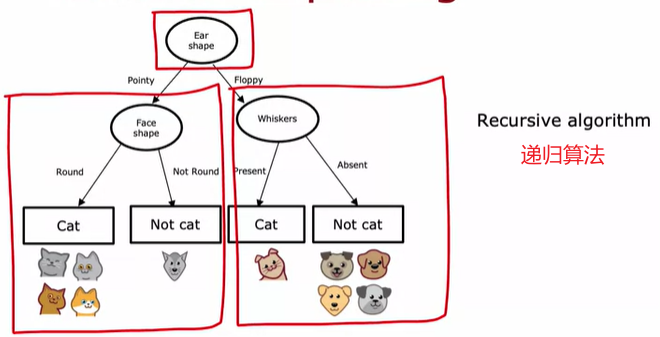 Ear
shape
Pointy
Floppy
Face
shape
Whiskers
Recursive algorithm
递归算法
Round
Not Round
Present
Absent
Cat
Not cat
Cat
Not cat